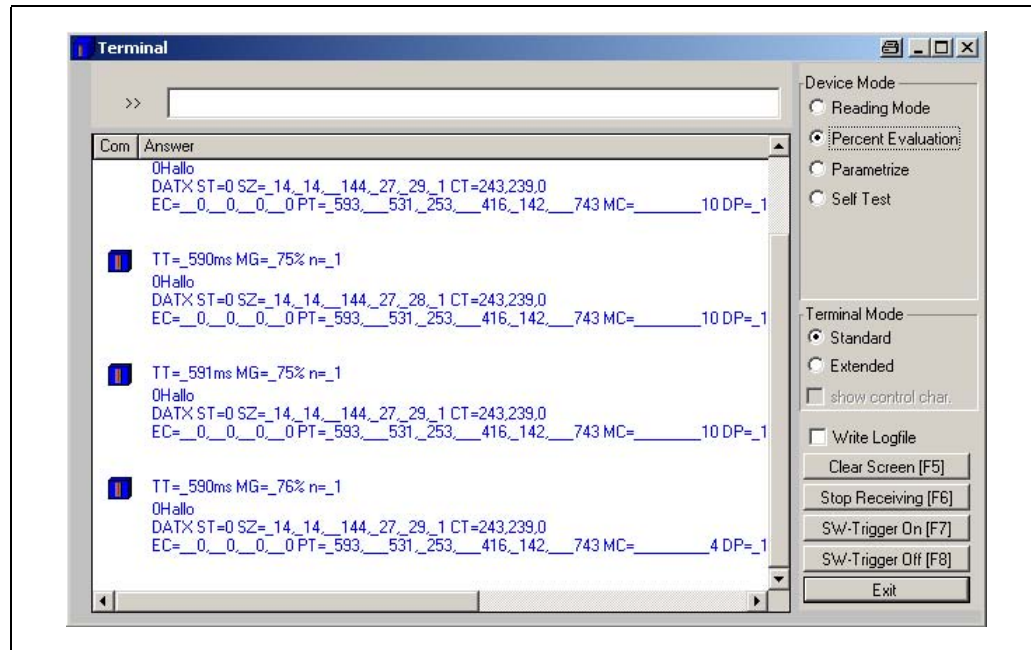 Terminal
>>
Com Answer
0Hallo
DATX ST=0 SZ=_14,_14,__144,_27,_29,_1 CT=243,239,0
EC=__0,__0,__0,__0 PT=_593,___531,_253,___416,_142,___743 MC=________10 DP=_1
TT=_590ms MG=_75% n=_1
0Hallo
DATX ST=0 SZ=_14,_14,__144,_27,_28,_1 CT=243,239,0
EC=__0,__0,__0,__0 PT=_593,___531,_253,___416,_142,___743 MC=________10 DP=_1
TT=_591ms MG=_75% n=_1
0Hallo
DATX ST=0 SZ=_14,_14,__144,_27,_29,_1 CT=243,239,0
EC=__0,__0,__0,__0 PT=_593,___531,_253,___416,_142,___743 MC=________10 DP=_1
TT=_590ms MG=_76% n=_1
0Hallo
DATX ST=0 SZ=_14,_14,__144,_27,_29,_1 CT=243,239,0
EC=__0,__0,__0,__0 PT=_593,___531,_253,___416,_142,___743 MC=_________4 DP=_1
Device Mode
Reading Mode
Percent Evaluation
Parametrize
Self Test
Terminal Mode
Standard
Extended
show control char.
Write Logfile
Clear Screen [F5]
Stop Receiving [F6]
SW-Trigger On [F7]
SW-Trigger Off [F8]
Exit